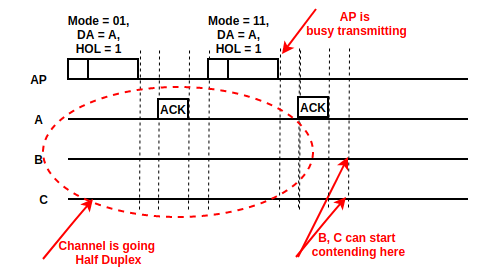 Mode = 01,
DA = A,
HOL = 1
Mode = 11,
DA = A,
HOL = 1
AP is
busy transmitting
AP
A
ACK
ACK
B
C
Channel is going
Half Duplex
B, C can start
contending here